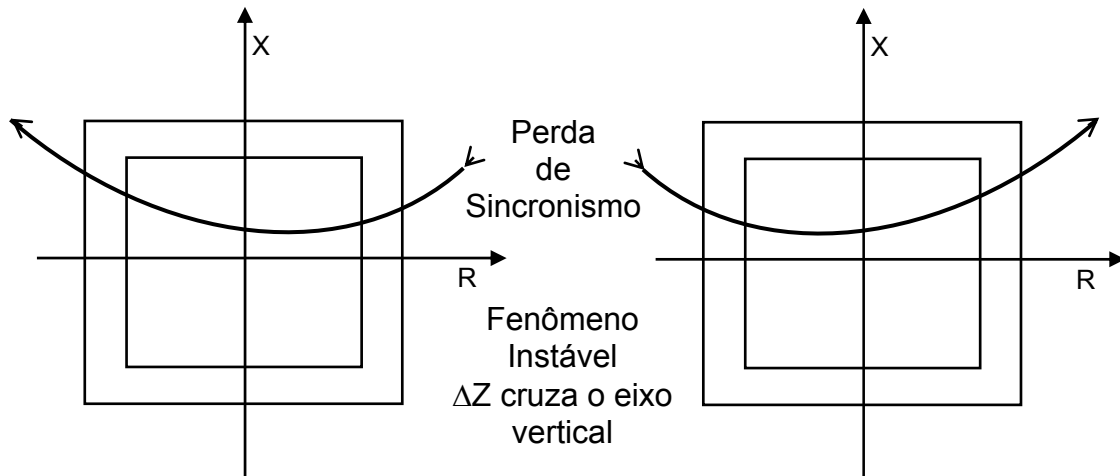 X
X
Perda
de
Sincronismo
R
R
Fenômeno
Instável
ΔZ cruza o eixo
vertical